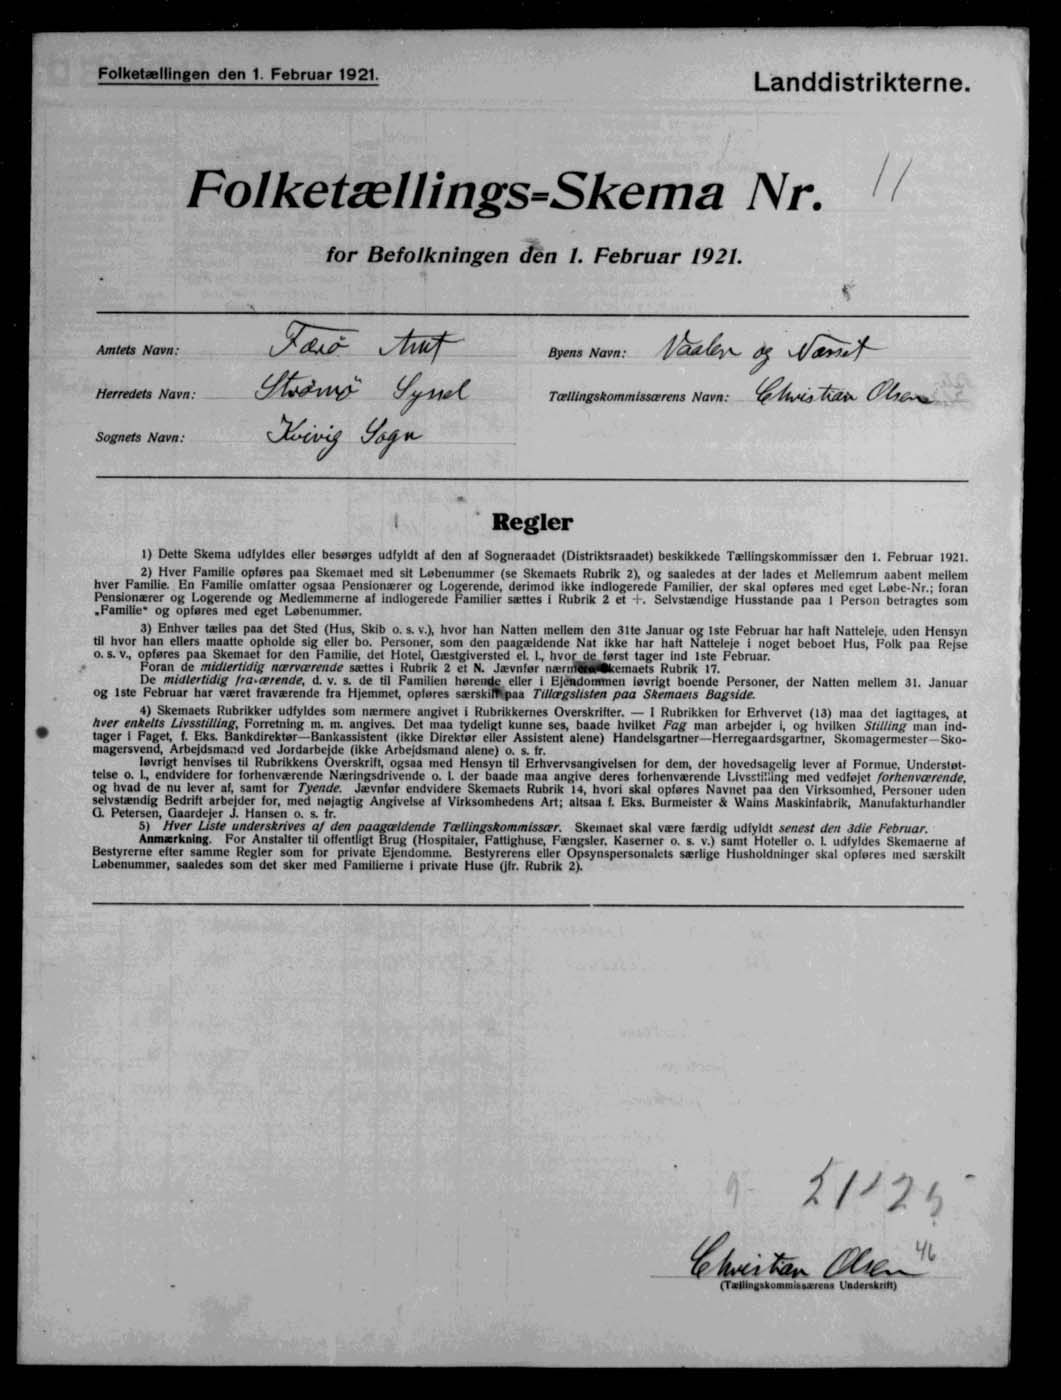 Folketællingen den 1. Februar 1921.
Landdistrikterne.
Folketællings=Skema Nr. 11
for Befolkningen den 1. Februar 1921.
Amtets Navn: Færø Amt
Byens Navn: Vaalen og Næsset
Herredets Navn: Strømø Syssel
Tællingskommissærens Navn: Christian Olsen
Sognets Navn: Kvivig Sogn
Regler
1) Dette Skema udfyldes eller besørges udfyldt af den af Sogneraadet (Distriktsraadet) beskikkede Tællingskommissær den 1. Februar 1921.
2) Hver Familie opføres paa Skemaet med sit Løbenummer (se Skemaets Rubrik 2), og saaledes at der lades et Mellemrum aabent mellem
hver Familie. En Familie omfatter ogsaa Pensionærer og Logerende, derimod ikke indlogerede Familier, der skal opføres med eget Løbe-Nr.; foran
Pensionærer og Logerende og Medlemmerne af indlogerede Familier sættes i Rubrik 2 et +. Selvstændige Husstande paa 1 Person betragtes som
„Familie“ og opføres med eget Løbenummer.
3) Enhver tælles paa det Sted (Hus, Skib o. s. v.), hvor han Natten mellem den 31te Januar og 1ste Februar har haft Natteleje, uden Hensyn
til hvor han ellers maatte opholde sig eller bo. Personer, som den paagældende Nat ikke har haft Natteleje i noget beboet Hus, Folk paa Rejse
o. s. v., opføres paa Skemaet for den Familie, det Hotel, Gæstgiversted el. l., hvor de først tager ind 1ste Februar.
Foran de midlertidig nærværende sættes i Rubrik 2 et N. Jævnfør nærmere Skemaets Rubrik 17.
De midlertidig fraværende, d. v. s. de til Familien hørende eller i Ejendommen iøvrigt boende Personer, der Natten mellem 31. Januar
og 1ste Februar har været fraværende fra Hjemmet, opføres særskilt paa Tillægslisten paa Skemaets Bagside.
4) Skemaets Rubrikker udfyldes som nærmere angivet i Rubrikkernes Overskrifter. — I Rubrikken for Erhvervet (13) maa det iagttages, at
hver enkelts Livsstilling, Forretning m. m. angives. Det maa tydeligt kunne ses, baade hvilket Fag man arbejder i, og hvilken Stilling man ind-
tager i Faget, f. Eks. Bankdirektør—Bankassistent (ikke Direktør eller Assistent alene) Handelsgartner—Herregaardsgartner, Skomagermester—Sko-
magersvend, Arbejdsmand ved Jordarbejde (ikke Arbejdsmand alene) o. s. fr.
Iøvrigt henvises til Rubrikkens Overskrift, ogsaa med Hensyn til Erhvervsangivelsen for dem, der hovedsagelig lever af Formue, Understøt-
telse o. l., endvidere for forhenværende Næringsdrivende o. l. der baade maa angive deres forhenværende Livsstilling med vedføjet forhenværende,
og hvad de nu lever af, samt for Tyende. Jævnfør endvidere Skemaets Rubrik 14, hvori skal opføres Navnet paa den Virksomhed, Personer uden
selvstændig Bedrift arbejder for, med nøjagtig Angivelse af Virksomhedens Art; altsaa f. Eks. Burmeister & Wains Maskinfabrik, Manufakturhandler
G. Petersen, Gaardejer J. Hansen o. s. fr.
5) Hver Liste underskrives af den paagældende Tællingskommissær. Skemaet skal være færdig udfyldt senest den 3die Februar.
Anmærkning. For Anstalter til offentligt Brug (Hospitaler, Fattighuse, Fængsler, Kaserner o. s. v.) samt Hoteller o. l. udfyldes Skemaerne af
Bestyrerne efter samme Regler som for private Ejendomme. Bestyrerens eller Opsynspersonalets særlige Husholdninger skal opføres med særskilt
Løbenummer, saaledes som det sker med Familierne i private Huse (jfr. Rubrik 2).
9- 21+25
46
Christian Olsen
(Tællingskommissærens Underskrift)